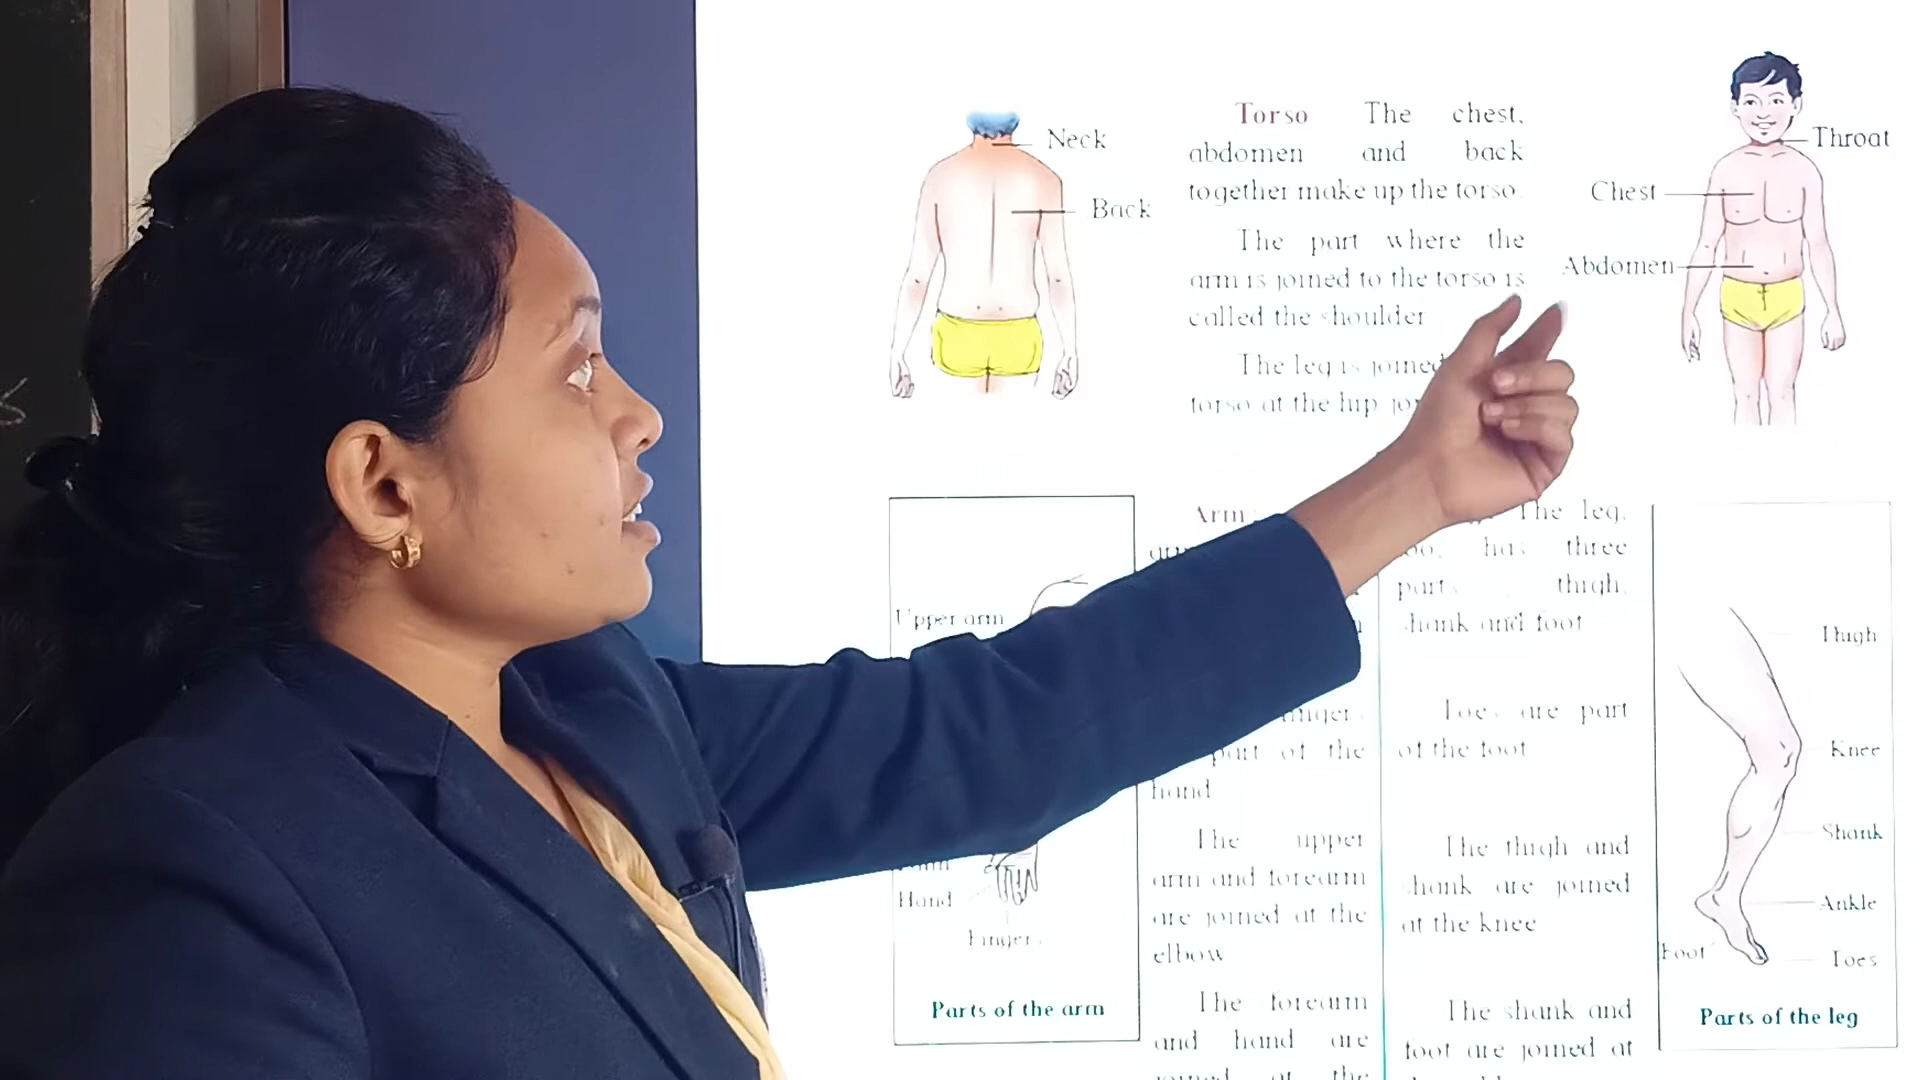 Neck
Back
Torso The chest,
abdomen and back
together make up the torso
The part where the
arm is joined to the torso is
called the shoulder
The leg is joined
torso at the hip
Throat
Chest
Abdomen
Upper arm
Hand
Fingers
Parts of the arm
Arm
part of the
hand
The upper
arm and forearm
are joined at the
elbow
The forearm
and hand are
joined at the
The leg,
too, has three
parts thigh,
shank and foot
Toes are part
of the foot
The thigh and
shank are joined
at the knee
The shank and
foot are joined at
Thigh
Knee
Shank
Ankle
Foot
Toes
Parts of the leg